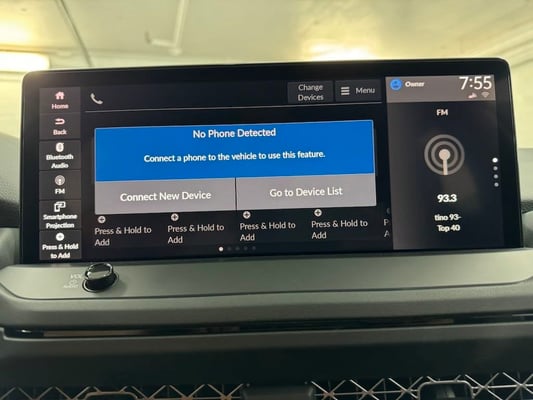 Home
Back
Bluetooth
Audio
FM
Smartphone
Projection
Press & Hold
to Add
Change
Devices
Menu
No Phone Detected
Connect a phone to the vehicle to use this feature.
Connect New Device
Go to Device List
Press & Hold to
Add
Press & Hold to
Add
Press & Hold to
Add
Press & Hold to
Add
P
A
Owner
7:55
FM
93.3
tino 93-
Top 40
VOL
AUDIO